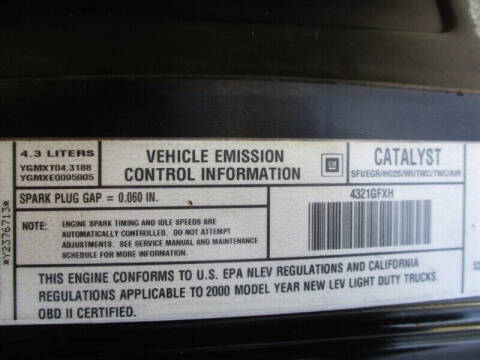 4.3 LITERS
YGMXT04.3188
YGMXE0095005
VEHICLE EMISSION
CONTROL INFORMATION
GM
CATALYST
SFI/EGR/HO2S/WUTWC/TWC/AIR
SPARK PLUG GAP = 0.060 IN.
4321GFXH
NOTE:
ENGINE SPARK TIMING AND IDLE SPEEDS ARE
AUTOMATICALLY CONTROLLED. DO NOT ATTEMPT
ADJUSTMENTS. SEE SERVICE MANUAL AND MAINTENANCE
SCHEDULE FOR MORE INFORMATION.
THIS ENGINE CONFORMS TO U.S. EPA NLEV REGULATIONS AND CALIFORNIA
REGULATIONS APPLICABLE TO 2000 MODEL YEAR NEW LEV LIGHT DUTY TRUCKS.
OBD II CERTIFIED.
*Y2376713*